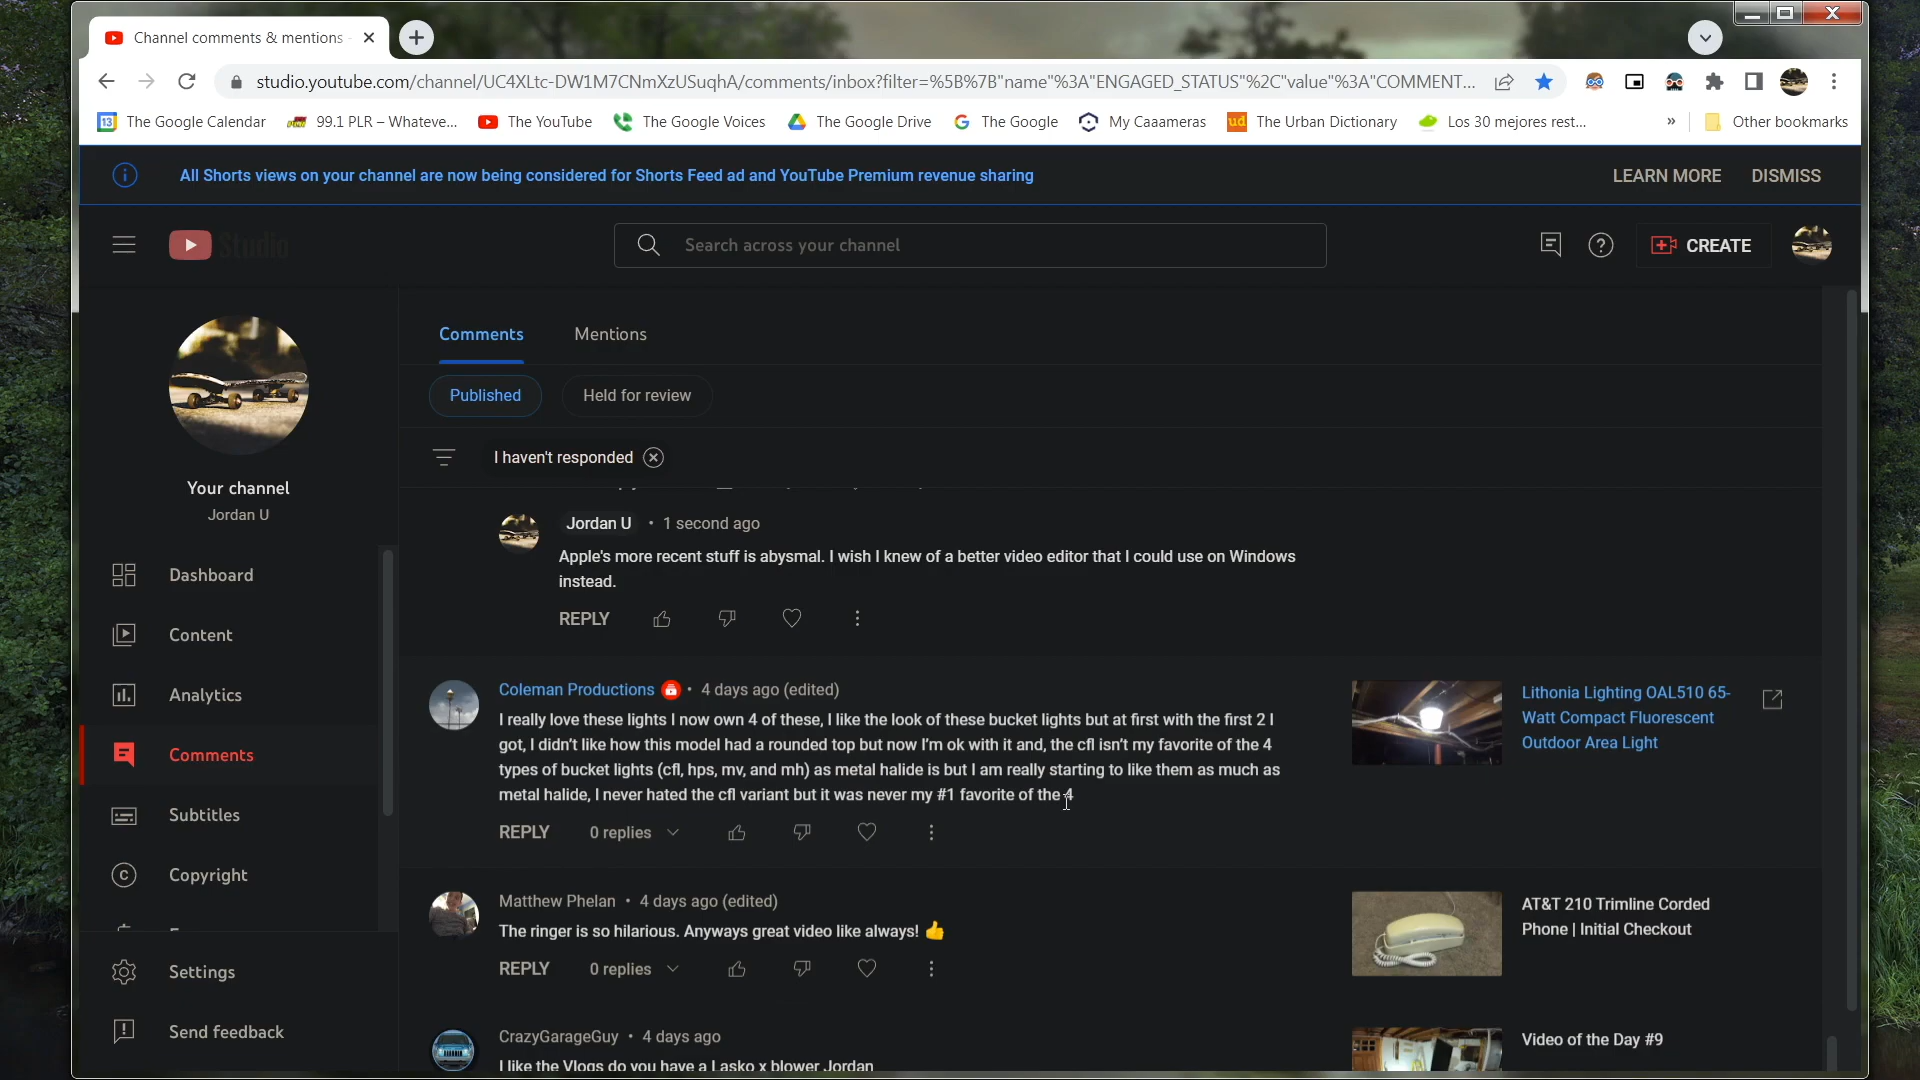 Channel comments & mentions -
studio.youtube.com/channel/UC4XLtc-DW1M7CNmXzUSuqhA/comments/inbox?filter=%5B%7B"name"%3A"ENGAGED_STATUS"%2C"value"%3A"COMMENT...
13 The Google Calendar 99.1 PLR – Whateve... The YouTube The Google Voices The Google Drive The Google My Caaameras ud The Urban Dictionary Los 30 mejores rest... » Other bookmarks
All Shorts views on your channel are now being considered for Shorts Feed ad and YouTube Premium revenue sharing LEARN MORE DISMISS
Studio Search across your channel CREATE
Comments Mentions
Published Held for review
I haven't responded
Your channel
Jordan U
Dashboard
Content
Analytics
Comments
Subtitles
Copyright
Settings
Send feedback
Jordan U • 1 second ago
Apple's more recent stuff is abysmal. I wish I knew of a better video editor that I could use on Windows
instead.
REPLY
Coleman Productions • 4 days ago (edited)
I really love these lights I now own 4 of these, I like the look of these bucket lights but at first with the first 2 I
got, I didn't like how this model had a rounded top but now I'm ok with it and, the cfl isn't my favorite of the 4
types of bucket lights (cfl, hps, mv, and mh) as metal halide is but I am really starting to like them as much as
metal halide, I never hated the cfl variant but it was never my #1 favorite of the 4
REPLY 0 replies
Lithonia Lighting OAL510 65-
Watt Compact Fluorescent
Outdoor Area Light
Matthew Phelan • 4 days ago (edited)
The ringer is so hilarious. Anyways great video like always! 👍
REPLY 0 replies
AT&T 210 Trimline Corded
Phone | Initial Checkout
CrazyGarageGuy • 4 days ago
I like the Vlogs do you have a Lasko x blower Jordan
Video of the Day #9